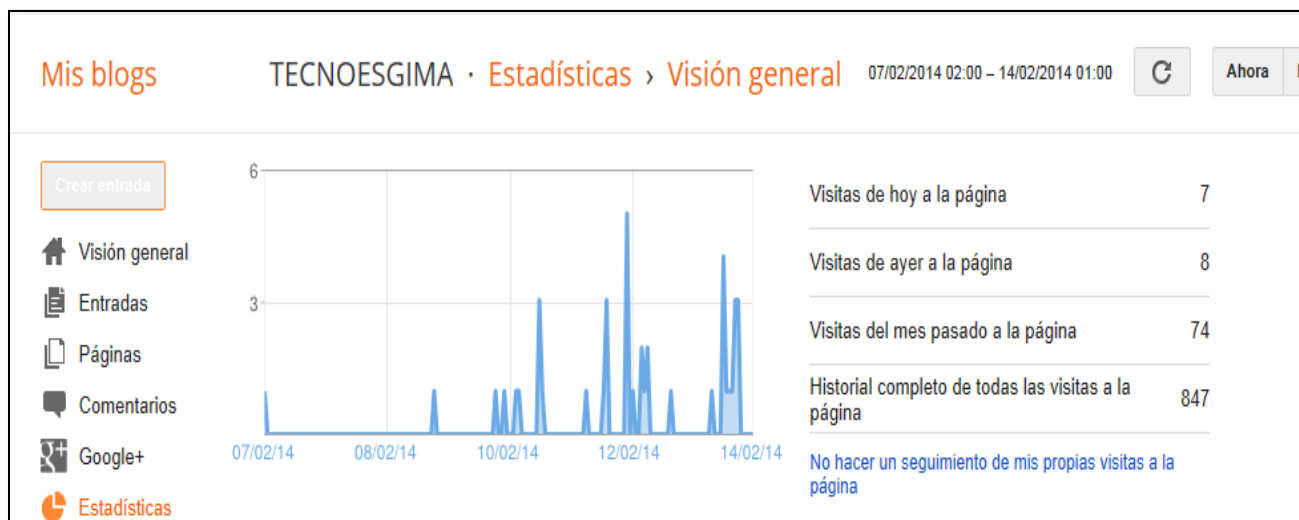 Mis blogs
TECNOESGIMA · Estadísticas › Visión general
07/02/2014 02:00 – 14/02/2014 01:00
Ahora
Crear entrada
Visión general
Entradas
Páginas
Comentarios
Google+
Estadísticas
6
3
07/02/14 08/02/14 10/02/14 12/02/14 14/02/14
Visitas de hoy a la página 7
Visitas de ayer a la página 8
Visitas del mes pasado a la página 74
Historial completo de todas las visitas a la
página 847
No hacer un seguimiento de mis propias visitas a la
página